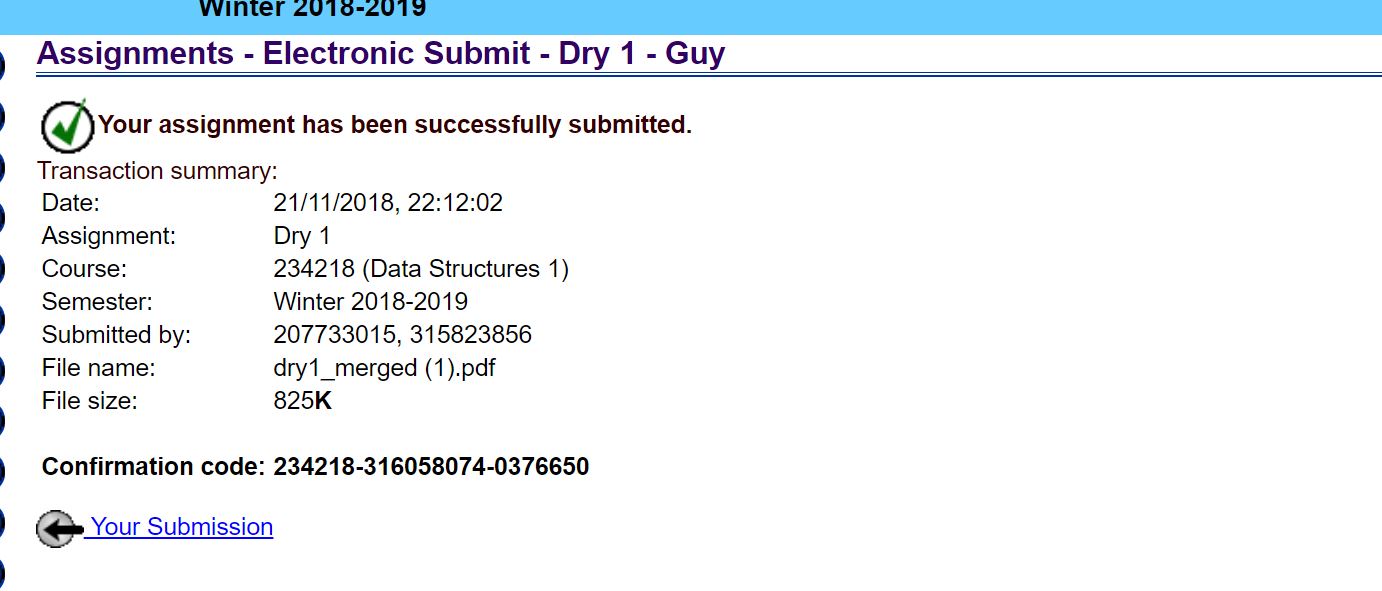 Winter 2018-2019
Assignments - Electronic Submit - Dry 1 - Guy
Your assignment has been successfully submitted.
Transaction summary:
Date: 21/11/2018, 22:12:02
Assignment: Dry 1
Course: 234218 (Data Structures 1)
Semester: Winter 2018-2019
Submitted by: 207733015, 315823856
File name: dry1_merged (1).pdf
File size: 825K
Confirmation code: 234218-316058074-0376650
Your Submission